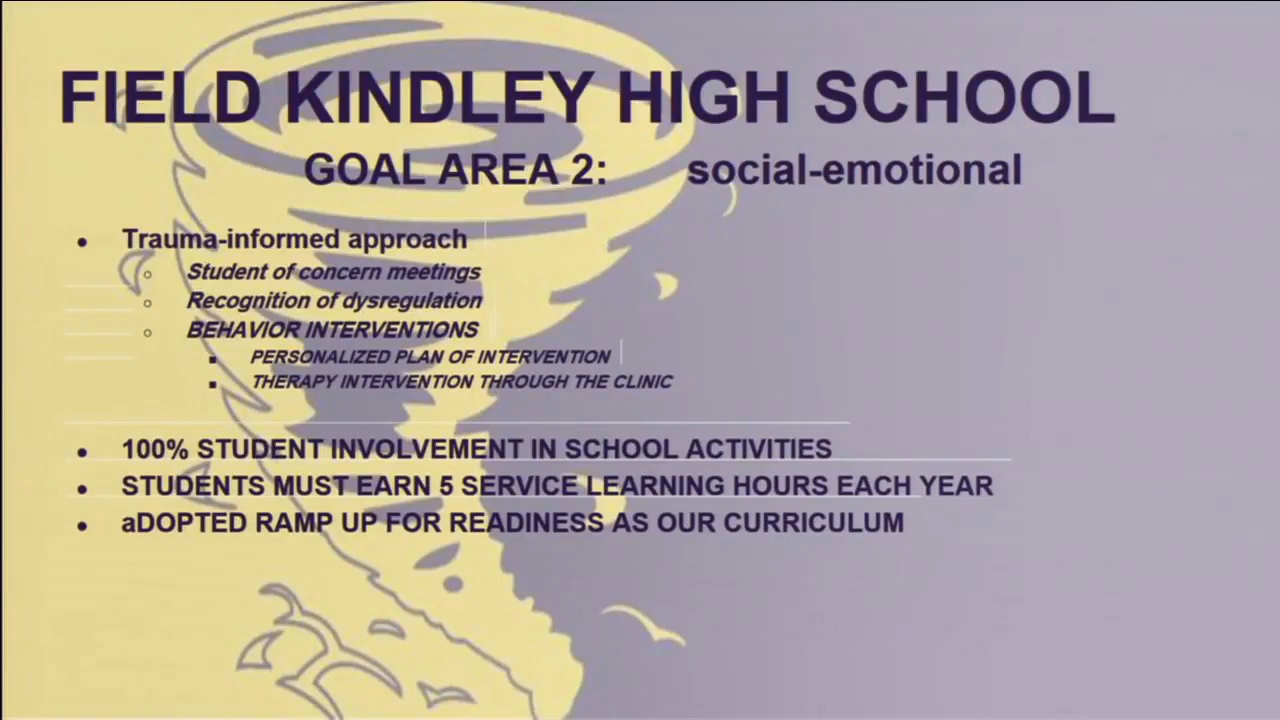 FIELD KINDLEY HIGH SCHOOL
GOAL AREA 2: social-emotional
• Trauma-informed approach
○ Student of concern meetings
○ Recognition of dysregulation
○ BEHAVIOR INTERVENTIONS
■ PERSONALIZED PLAN OF INTERVENTION
■ THERAPY INTERVENTION THROUGH THE CLINIC
• 100% STUDENT INVOLVEMENT IN SCHOOL ACTIVITIES
• STUDENTS MUST EARN 5 SERVICE LEARNING HOURS EACH YEAR
• aDOPTED RAMP UP FOR READINESS AS OUR CURRICULUM